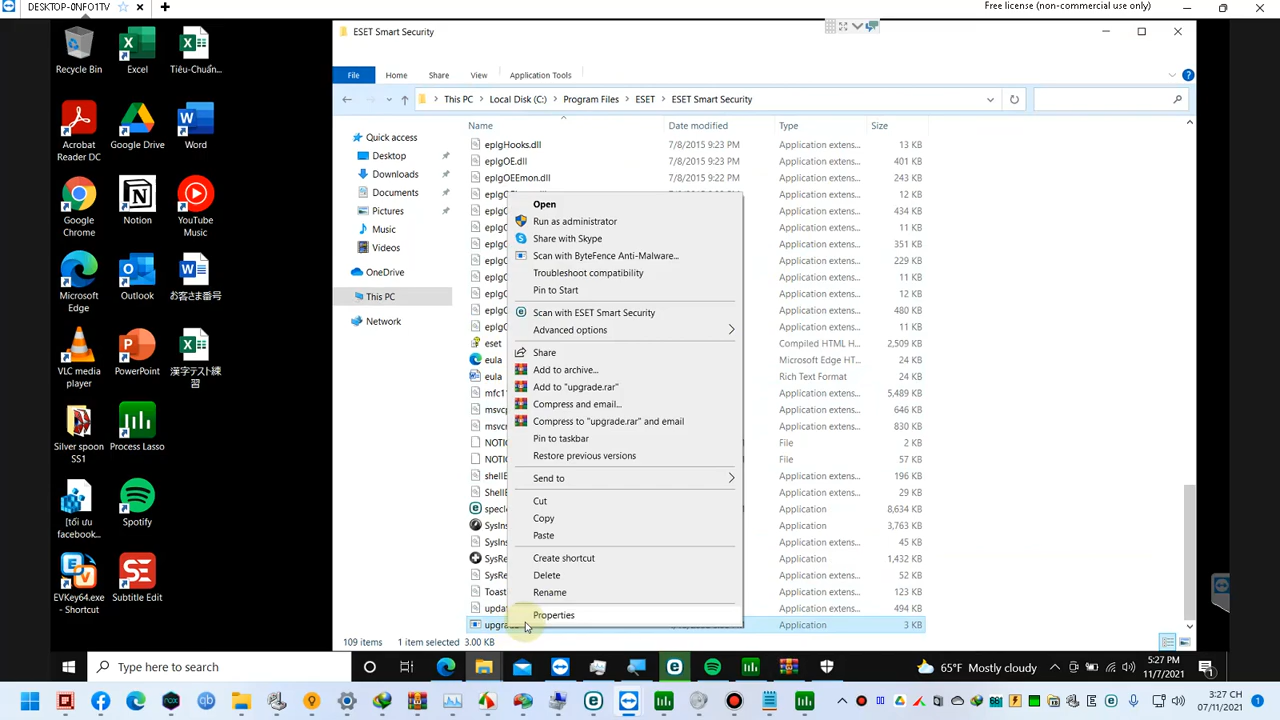 DESKTOP-0NFO1TV
Free license (non-commercial use only)
ESET Smart Security
File
Home
Share
View
Application Tools
This PC
Local Disk (C:)
Program Files
ESET
ESET Smart Security
Name
Date modified
Type
Size
Quick access
Desktop
Downloads
Documents
Pictures
Music
Videos
OneDrive
This PC
Network
epfgHooks.dll 7/8/2015 9:23 PM Application extens... 13 KB
epfgOE.dll 7/8/2015 9:23 PM Application extens... 401 KB
epfgOEEmon.dll 7/8/2015 9:22 PM Application extens... 243 KB
Application extens... 12 KB
Application extens... 434 KB
Application extens... 11 KB
Application extens... 351 KB
Application extens... 229 KB
Application extens... 11 KB
Application extens... 12 KB
Application extens... 480 KB
Application extens... 11 KB
eset Compiled HTML H... 2,509 KB
eula Microsoft Edge HT... 24 KB
eula Rich Text Format 24 KB
Application extens... 5,489 KB
Application extens... 646 KB
Application extens... 830 KB
File 2 KB
File 57 KB
Application extens... 196 KB
Application extens... 29 KB
Application 8,634 KB
Application 3,763 KB
Application extens... 45 KB
Application 1,432 KB
Application extens... 52 KB
Application extens... 123 KB
Application extens... 494 KB
Application 3 KB
Open
Run as administrator
Share with Skype
Scan with ByteFence Anti-Malware...
Troubleshoot compatibility
Pin to Start
Scan with ESET Smart Security
Advanced options
Share
Add to archive...
Add to "upgrade.rar"
Compress and email...
Compress to "upgrade.rar" and email
Pin to taskbar
Restore previous versions
Send to
Cut
Copy
Paste
Create shortcut
Delete
Rename
Properties
109 items
1 item selected 3.00 KB
Recycle Bin
Excel
Tiêu-Chuẩn...
Acrobat
Reader DC
Google Drive
Word
Google
Chrome
Notion
YouTube
Music
Microsoft
Edge
Outlook
お客さま番号
VLC media
player
PowerPoint
漢字テスト練
習
Silver spoon
SS1
Process Lasso
[tối ưu
facebook...
Spotify
EVKey64.exe
- Shortcut
Subtitle Edit
Type here to search
65°F Mostly cloudy
5:27 PM
11/7/2021
3:27 CH
07/11/2021